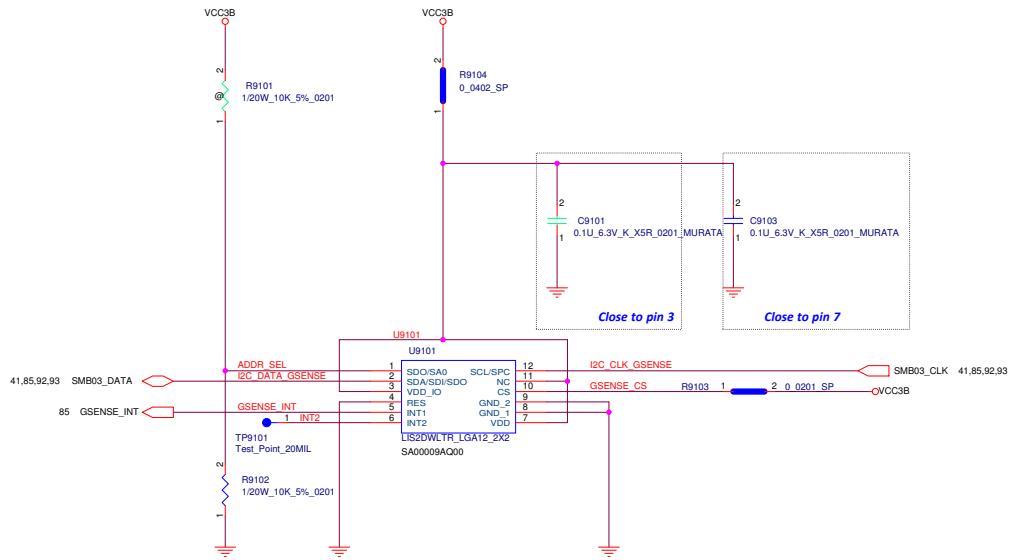 VCC3B
VCC3B
2
R9104
0_0402_SP
1
2
R9101
@
1/20W_10K_5%_0201
1
2
C9101
0.1U_6.3V_K_X5R_0201_MURATA
1
Close to pin 3
2
C9103
0.1U_6.3V_K_X5R_0201_MURATA
1
Close to pin 7
U9101
U9101
ADDR_SEL
1
SDO/SA0
SCL/SPC
12
I2C_CLK_GSENSE
SMB03_CLK
41,85,92,93
41,85,92,93
SMB03_DATA
I2C_DATA_GSENSE
2
SDA/SDI/SDO
NC
11
3
VDD_IO
CS
10
GSENSE_CS
R9103
1
2
0_0201_SP
VCC3B
4
RES
GND_2
9
85
GSENSE_INT
GSENSE_INT
5
INT1
GND_1
8
1
INT2
6
INT2
VDD
7
TP9101
Test_Point_20MIL
LIS2DWLTR_LGA12_2X2
SA00009AQ00
2
R9102
1/20W_10K_5%_0201
1